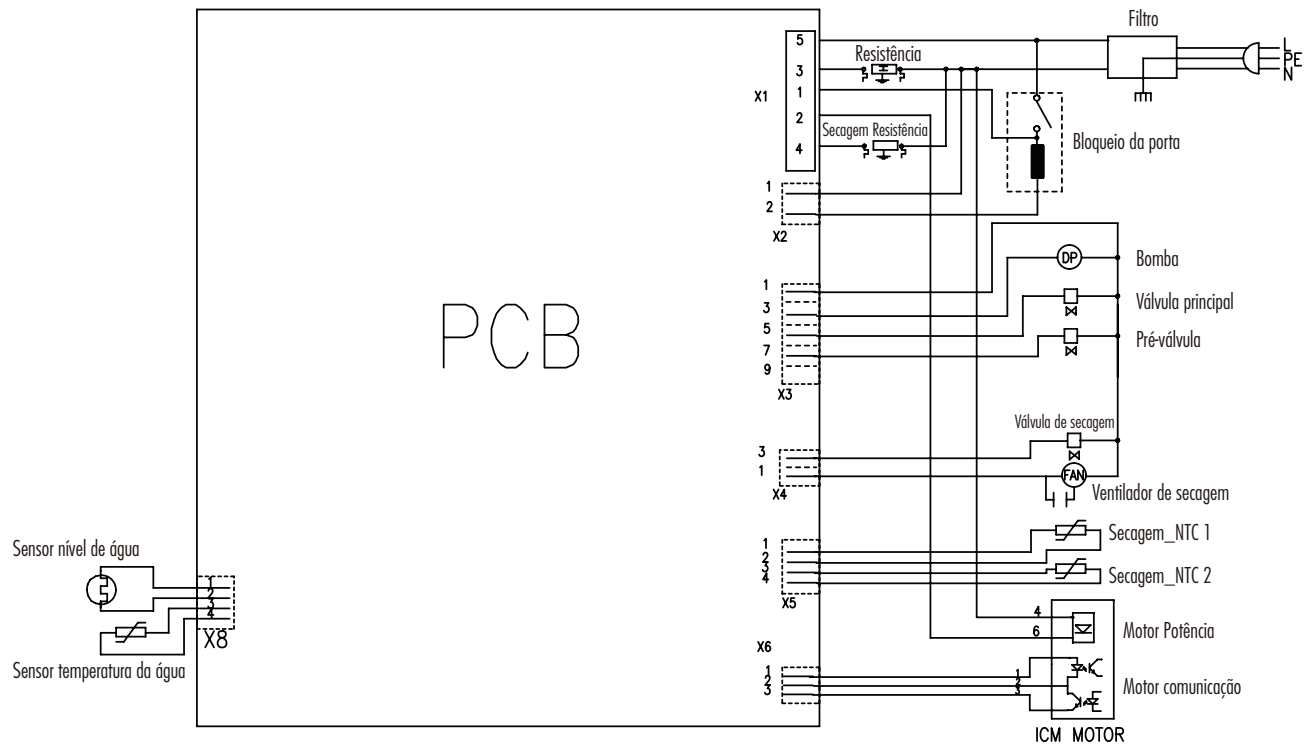 Filtro
L
PE
N
5
Resistência
3
X1
1
2
Secagem Resistência
4
Bloqueio da porta
1
2
X2
PCB
1
3
5
7
9
X3
DP
Bomba
Válvula principal
Pré-válvula
Válvula de secagem
3
1
X4
FAN
Ventilador de secagem
1
2
3
4
X5
Secagem_NTC 1
Secagem_NTC 2
Sensor nível de água
1
2
3
4
X8
Sensor temperatura da água
4
6
Motor Potência
X6
1
2
3
1
2
3
Motor comunicação
ICM MOTOR